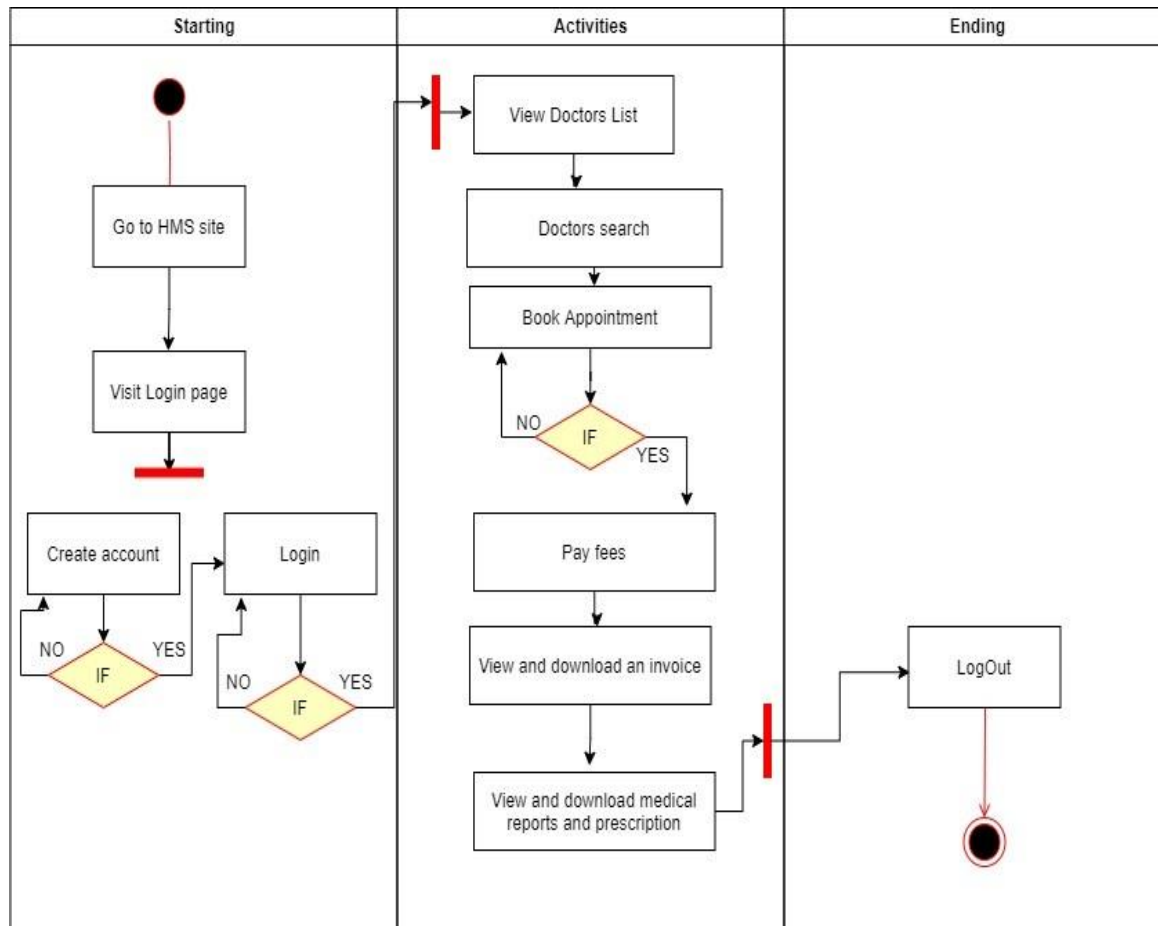 Starting
Activities
Ending
Go to HMS site
Visit Login page
Create account
Login
NO
YES
IF
NO
YES
IF
View Doctors List
Doctors search
Book Appointment
NO
IF
YES
Pay fees
View and download an invoice
View and download medical
reports and prescription
LogOut